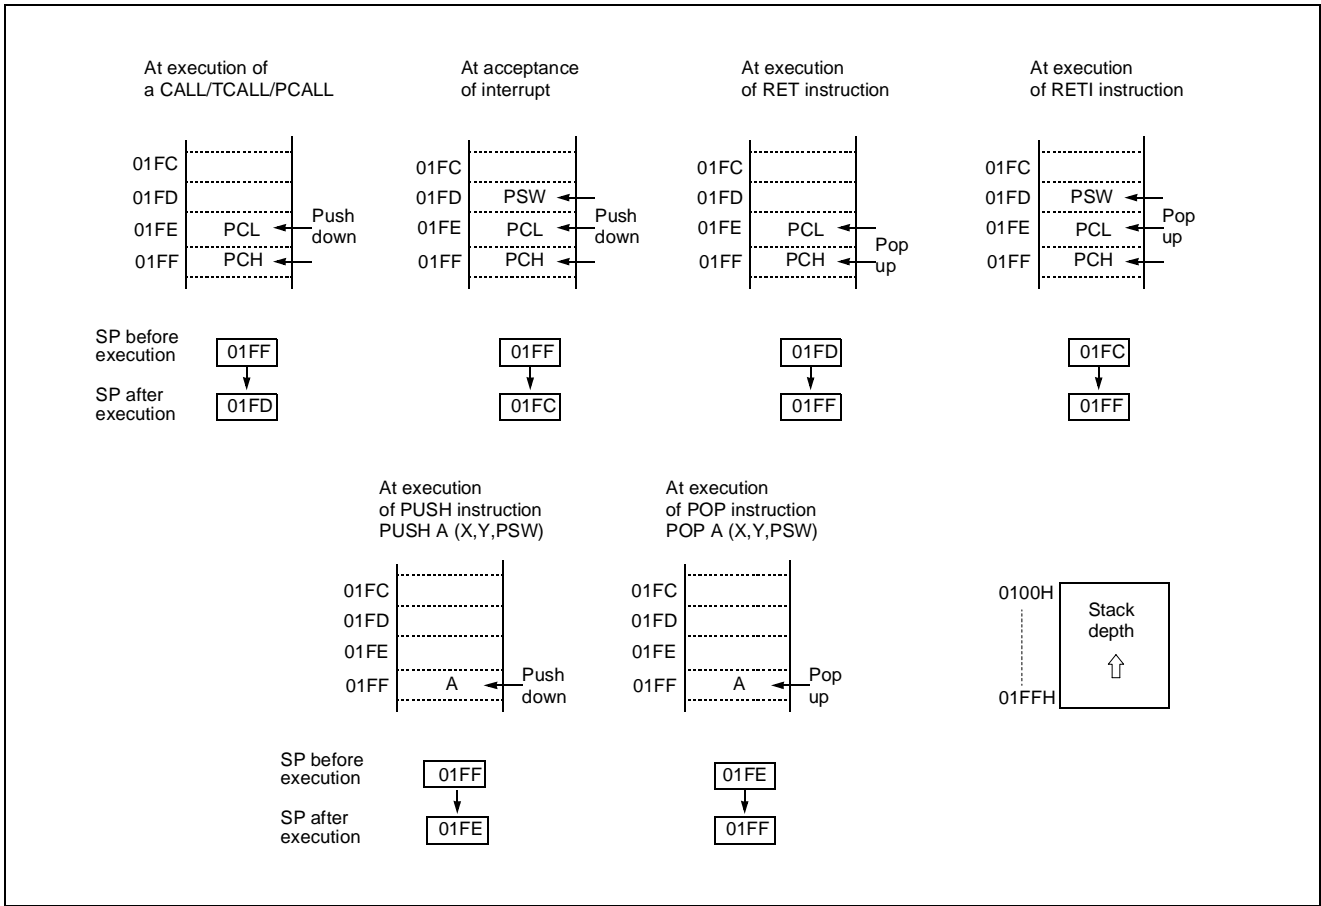 At execution of
a CALL/TCALL/PCALL
01FC
01FD
01FE PCL
01FF PCH
Push
down
At acceptance
of interrupt
01FC
01FD PSW
01FE PCL
01FF PCH
Push
down
At execution
of RET instruction
01FC
01FD
01FE PCL
01FF PCH
Pop
up
At execution
of RETI instruction
01FC
01FD PSW
01FE PCL
01FF PCH
Pop
up
SP before
execution
01FF
01FF
01FD
01FC
SP after
execution
01FD
01FC
01FF
01FF
At execution
of PUSH instruction
PUSH A (X,Y,PSW)
01FC
01FD
01FE
01FF A
Push
down
At execution
of POP instruction
POP A (X,Y,PSW)
01FC
01FD
01FE
01FF A
Pop
up
0100H
01FFH
Stack
depth
SP before
execution
01FF
01FE
SP after
execution
01FE
01FF